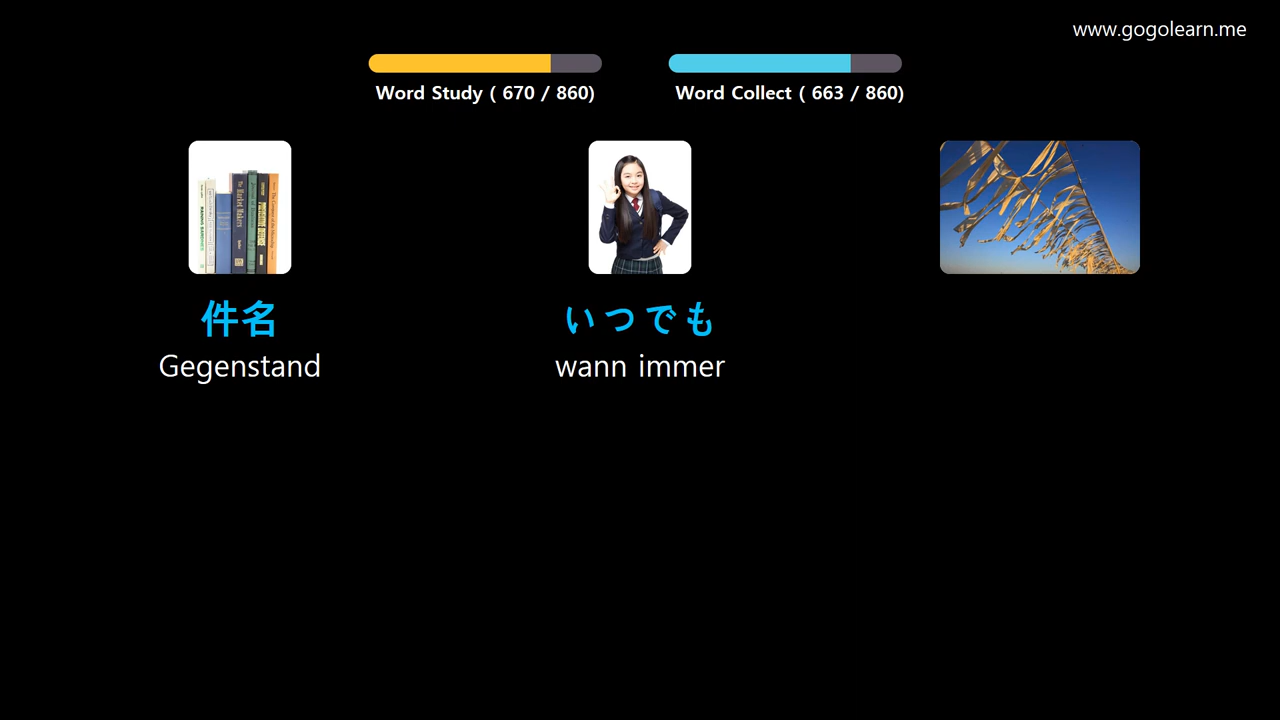 www.gogolearn.me
Word Study ( 670 / 860)
Word Collect ( 663 / 860)
件名
Gegenstand
いつでも
wann immer